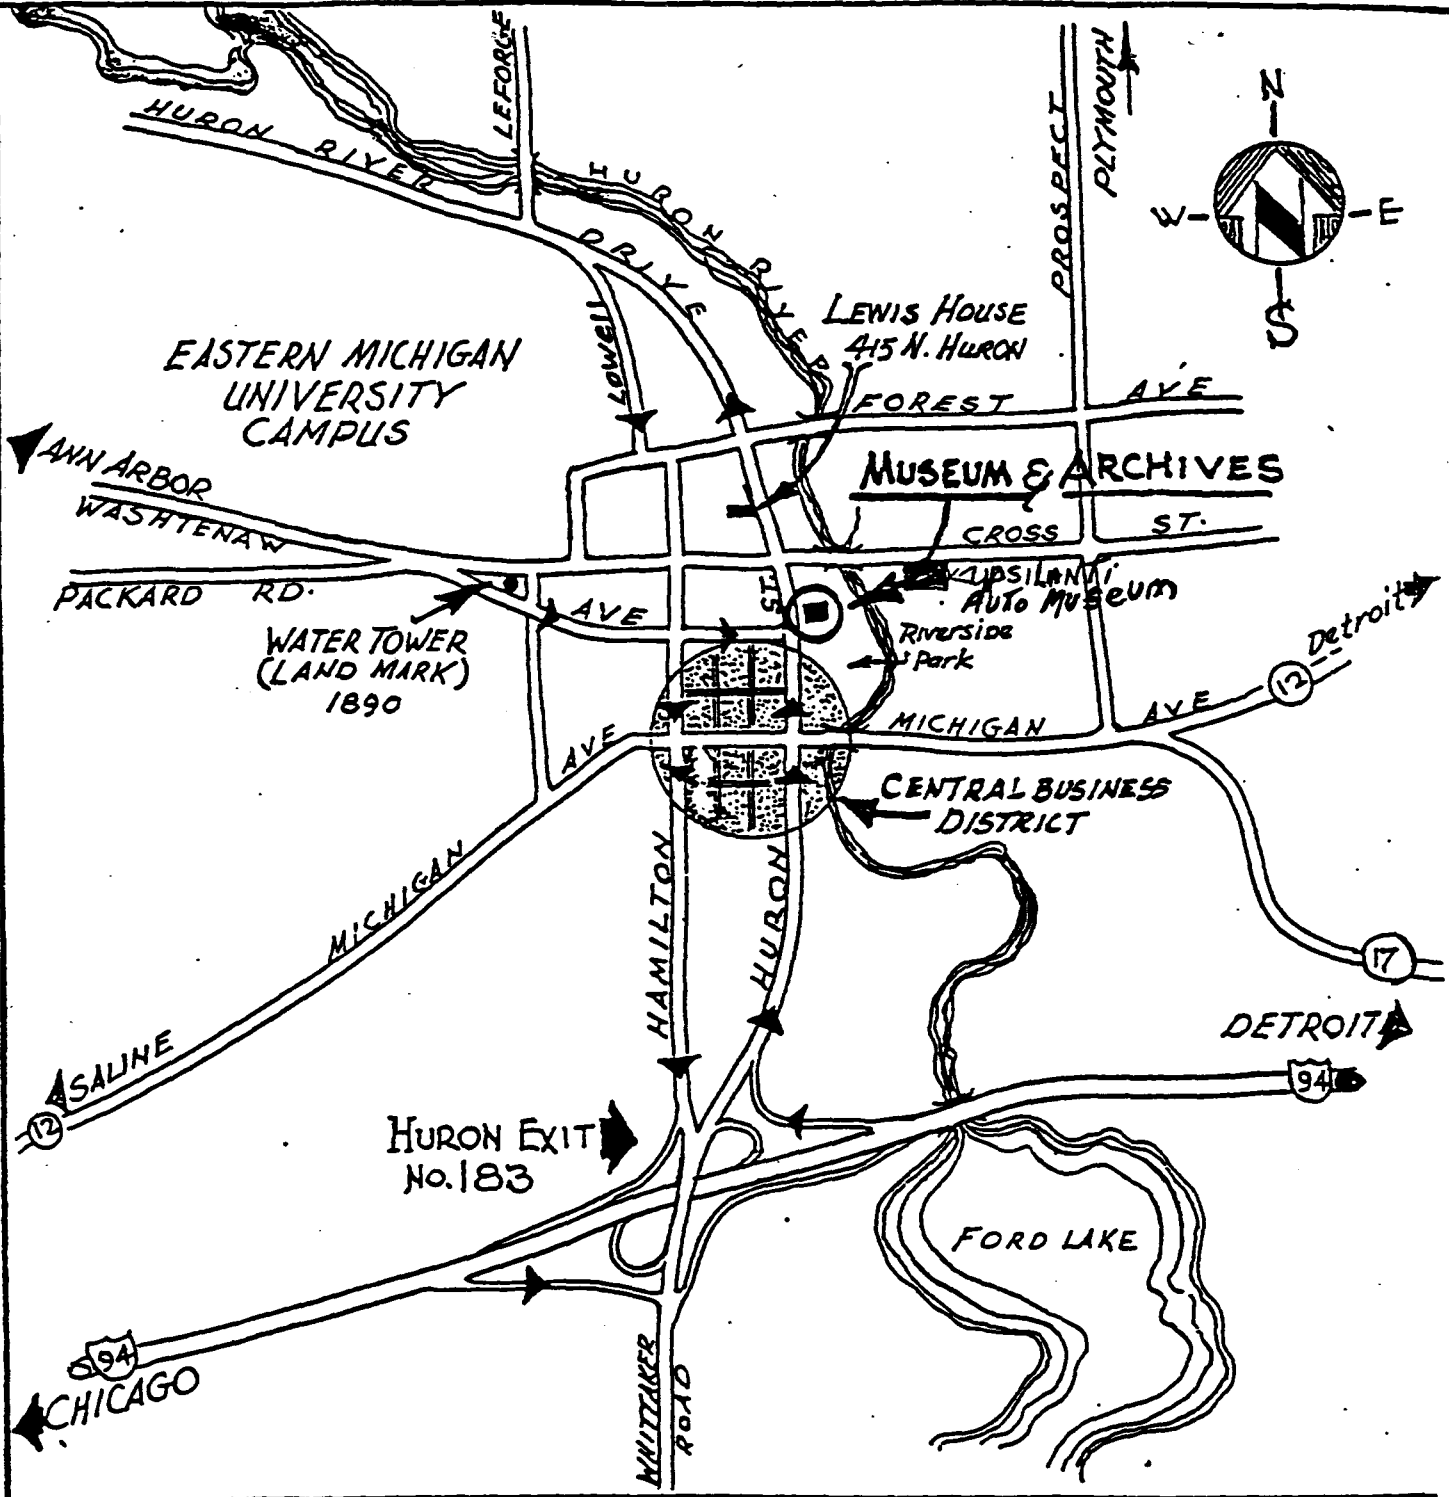 LEFORGE
PROSPECT
PLYMOUTH
N
W
E
S
HURON RIVER DRIVE
HURON RIVER
LOWELL
LEWIS HOUSE
415 N. HURON
EASTERN MICHIGAN
UNIVERSITY
CAMPUS
FOREST AVE
ANN ARBOR
WASHTENAW AVE
MUSEUM & ARCHIVES
CROSS ST.
PACKARD RD.
STS
YPSILANTI
AUTO MUSEUM
WATER TOWER
(LAND MARK)
1890
Riverside
Park
Detroit
12
MICHIGAN AVE
MICHIGAN AVE
CENTRAL BUSINESS
DISTRICT
HAMILTON
HURON
17
SALINE
12
DETROIT
94
HURON EXIT
No. 183
FORD LAKE
94
CHICAGO
WHITTAKER
ROAD